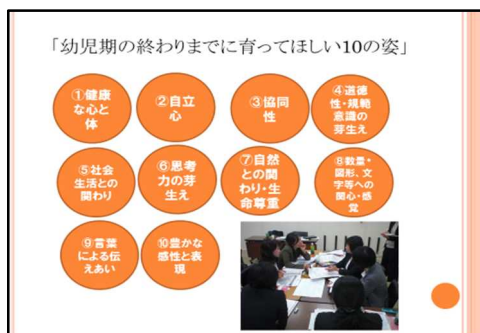 「幼児期の終わりまでに育ってほしい10の姿」
①健康
な心と
体
②自立
心
③協同
性
④道徳
性・規範
意識の
芽生え
⑤社会
生活との
関わり
⑥思考
力の芽
生え
⑦自然
との関
わり・生
命尊重
⑧数量・
図形、文
字等への
関心・感
覚
⑨言葉
による伝
えあい
⑩豊かな
感性と表
現